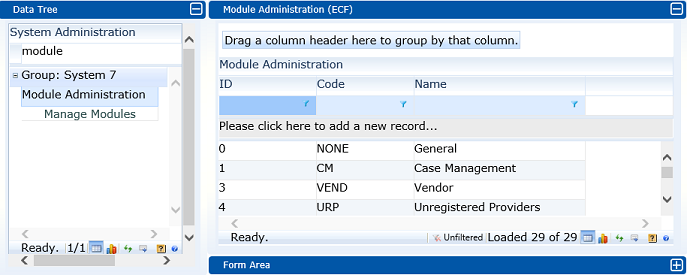 Data Tree
System Administration
module
Group: System 7
Module Administration
Manage Modules
Ready. 1/1
Module Administration (ECF)
Drag a column header here to group by that column.
Module Administration
ID Code Name
Please click here to add a new record...
0 NONE General
1 CM Case Management
3 VEND Vendor
4 URP Unregistered Providers
Ready. Unfiltered Loaded 29 of 29
Form Area